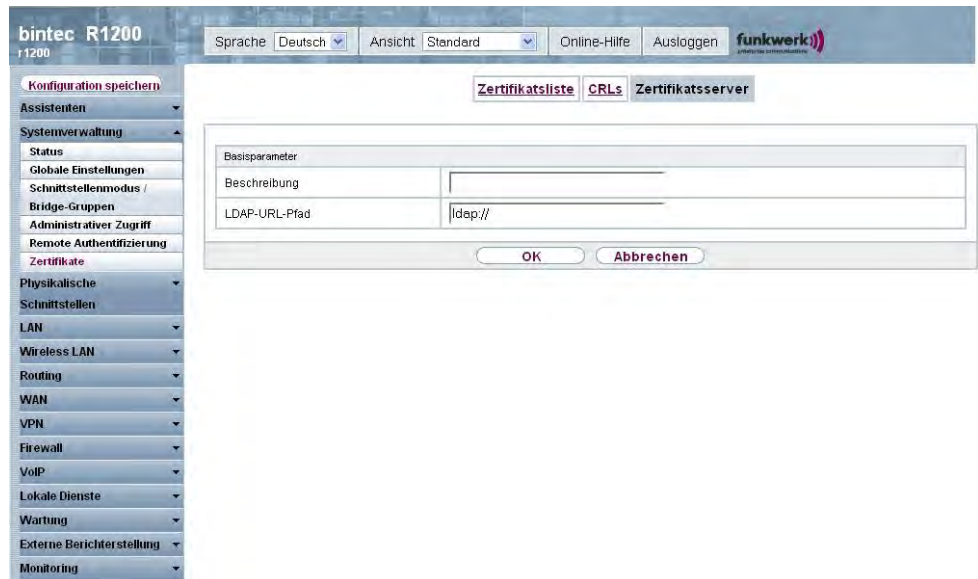 bintec R1200
r1200
Sprache Deutsch Ansicht Standard Online-Hilfe Ausloggen funkwerk
Konfiguration speichern
Assistenten
Systemverwaltung
Status
Globale Einstellungen
Schnittstellenmodus /
Bridge-Gruppen
Administrativer Zugriff
Remote Authentifizierung
Zertifikate
Physikalische
Schnittstellen
LAN
Wireless LAN
Routing
WAN
VPN
Firewall
VoIP
Lokale Dienste
Wartung
Externe Berichterstellung
Monitoring
Zertifikatsliste CRLs Zertifikatsserver
Basisparameter
Beschreibung
LDAP-URL-Pfad ldap://
OK Abbrechen